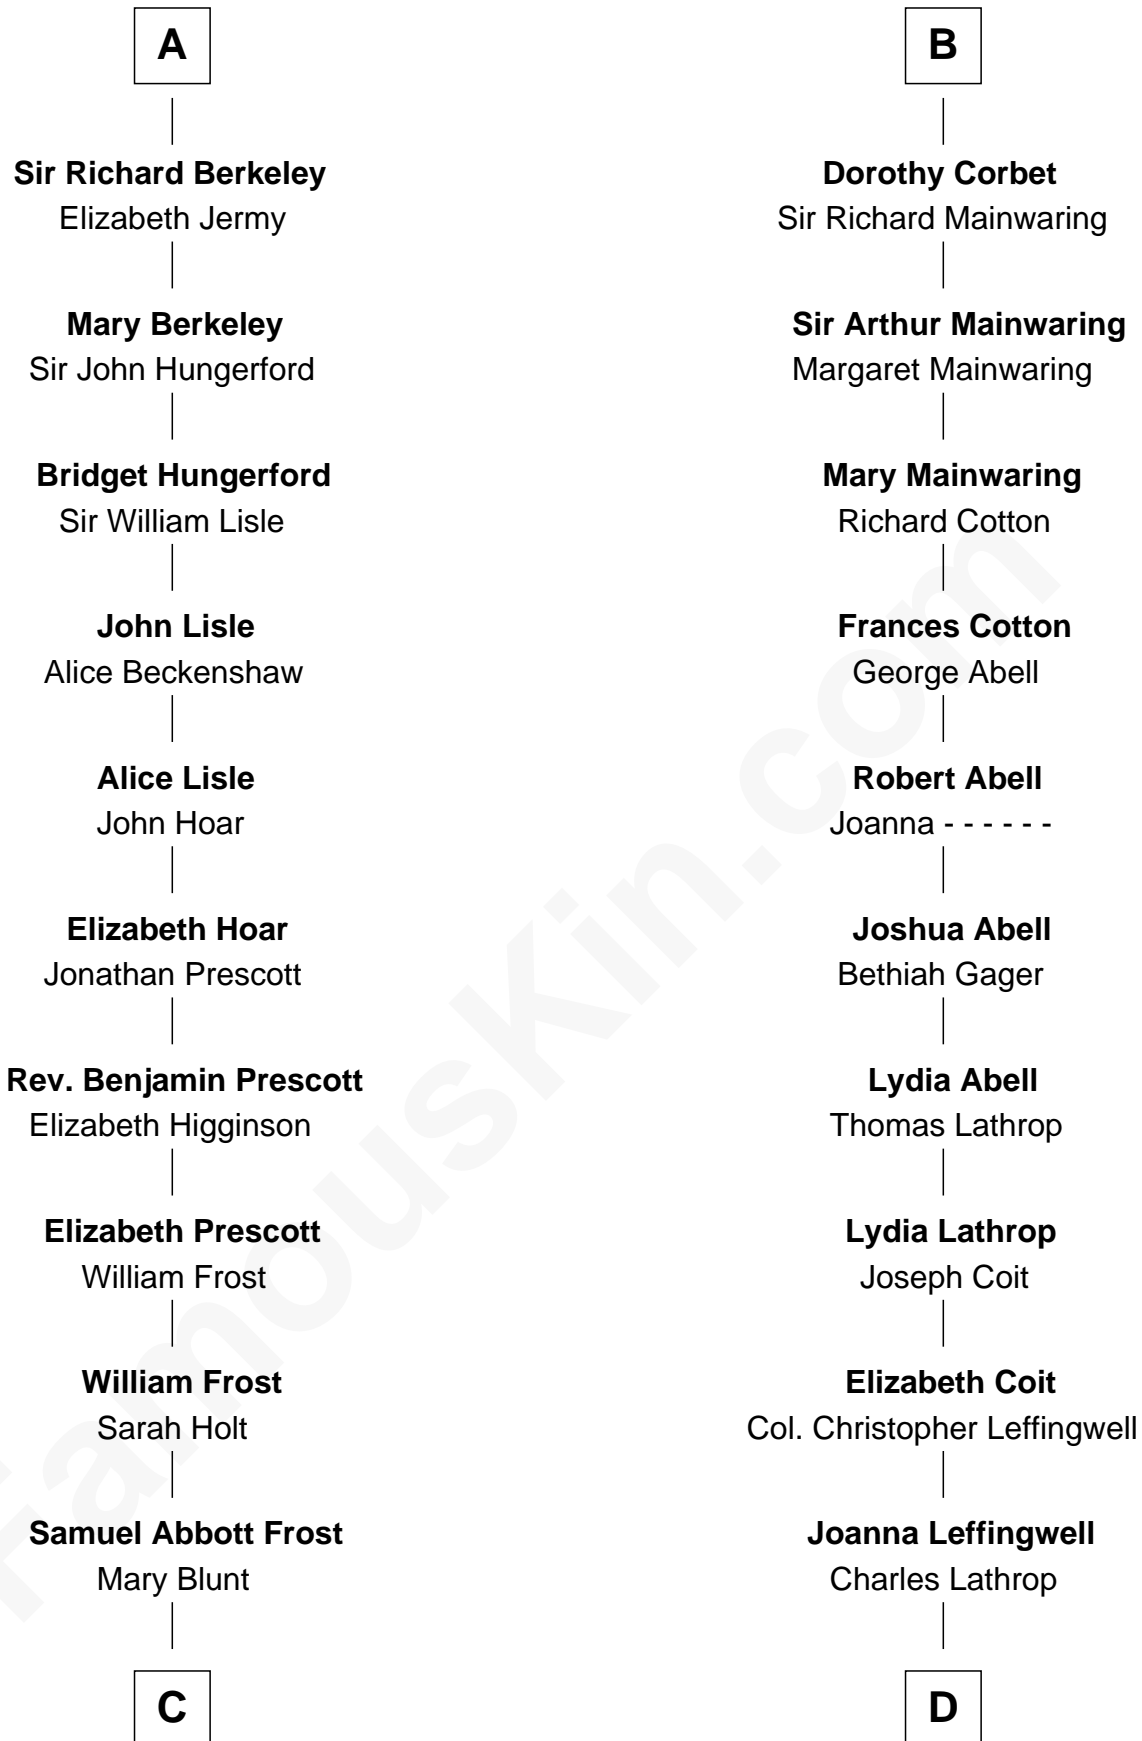 A
Sir Richard Berkeley
Elizabeth Jermy
Mary Berkeley
Sir John Hungerford
Bridget Hungerford
Sir William Lisle
John Lisle
Alice Beckenshaw
Alice Lisle
John Hoar
Elizabeth Hoar
Jonathan Prescott
Rev. Benjamin Prescott
Elizabeth Higginson
Elizabeth Prescott
William Frost
William Frost
Sarah Holt
Samuel Abbott Frost
Mary Blunt
C
B
Dorothy Corbet
Sir Richard Mainwaring
Sir Arthur Mainwaring
Margaret Mainwaring
Mary Mainwaring
Richard Cotton
Frances Cotton
George Abell
Robert Abell
Joanna - - - - - -
Joshua Abell
Bethiah Gager
Lydia Abell
Thomas Lathrop
Lydia Lathrop
Joseph Coit
Elizabeth Coit
Col. Christopher Leffingwell
Joanna Leffingwell
Charles Lathrop
D
FamousKin.com